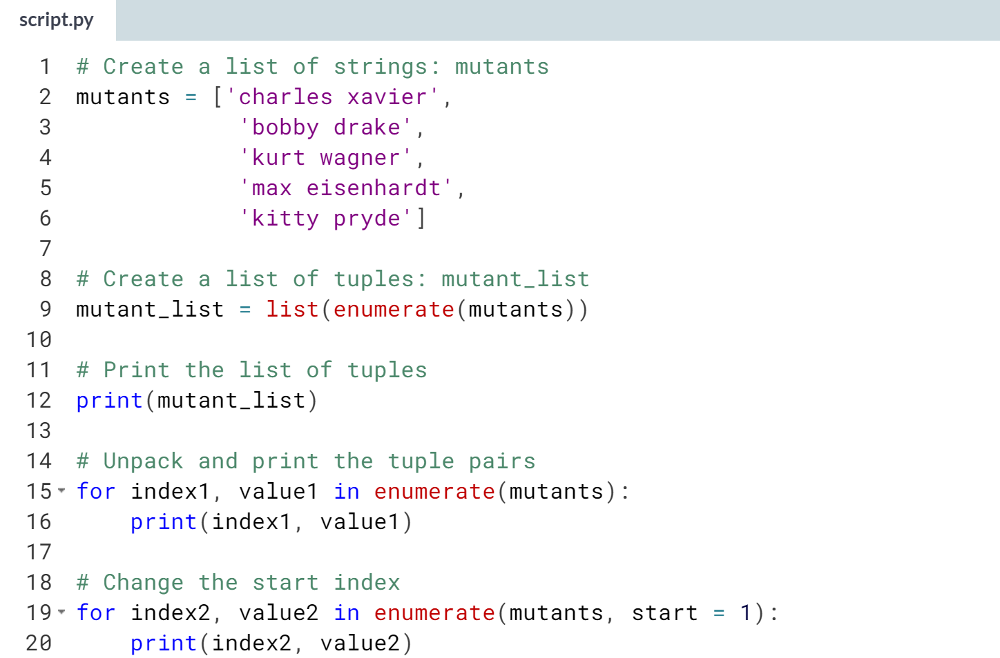 script.py
1 # Create a list of strings: mutants
2 mutants = ['charles xavier',
3             'bobby drake',
4             'kurt wagner',
5             'max eisenhardt',
6             'kitty pryde']
7
8 # Create a list of tuples: mutant_list
9 mutant_list = list(enumerate(mutants))
10
11 # Print the list of tuples
12 print(mutant_list)
13
14 # Unpack and print the tuple pairs
15 for index1, value1 in enumerate(mutants):
16     print(index1, value1)
17
18 # Change the start index
19 for index2, value2 in enumerate(mutants, start = 1):
20     print(index2, value2)